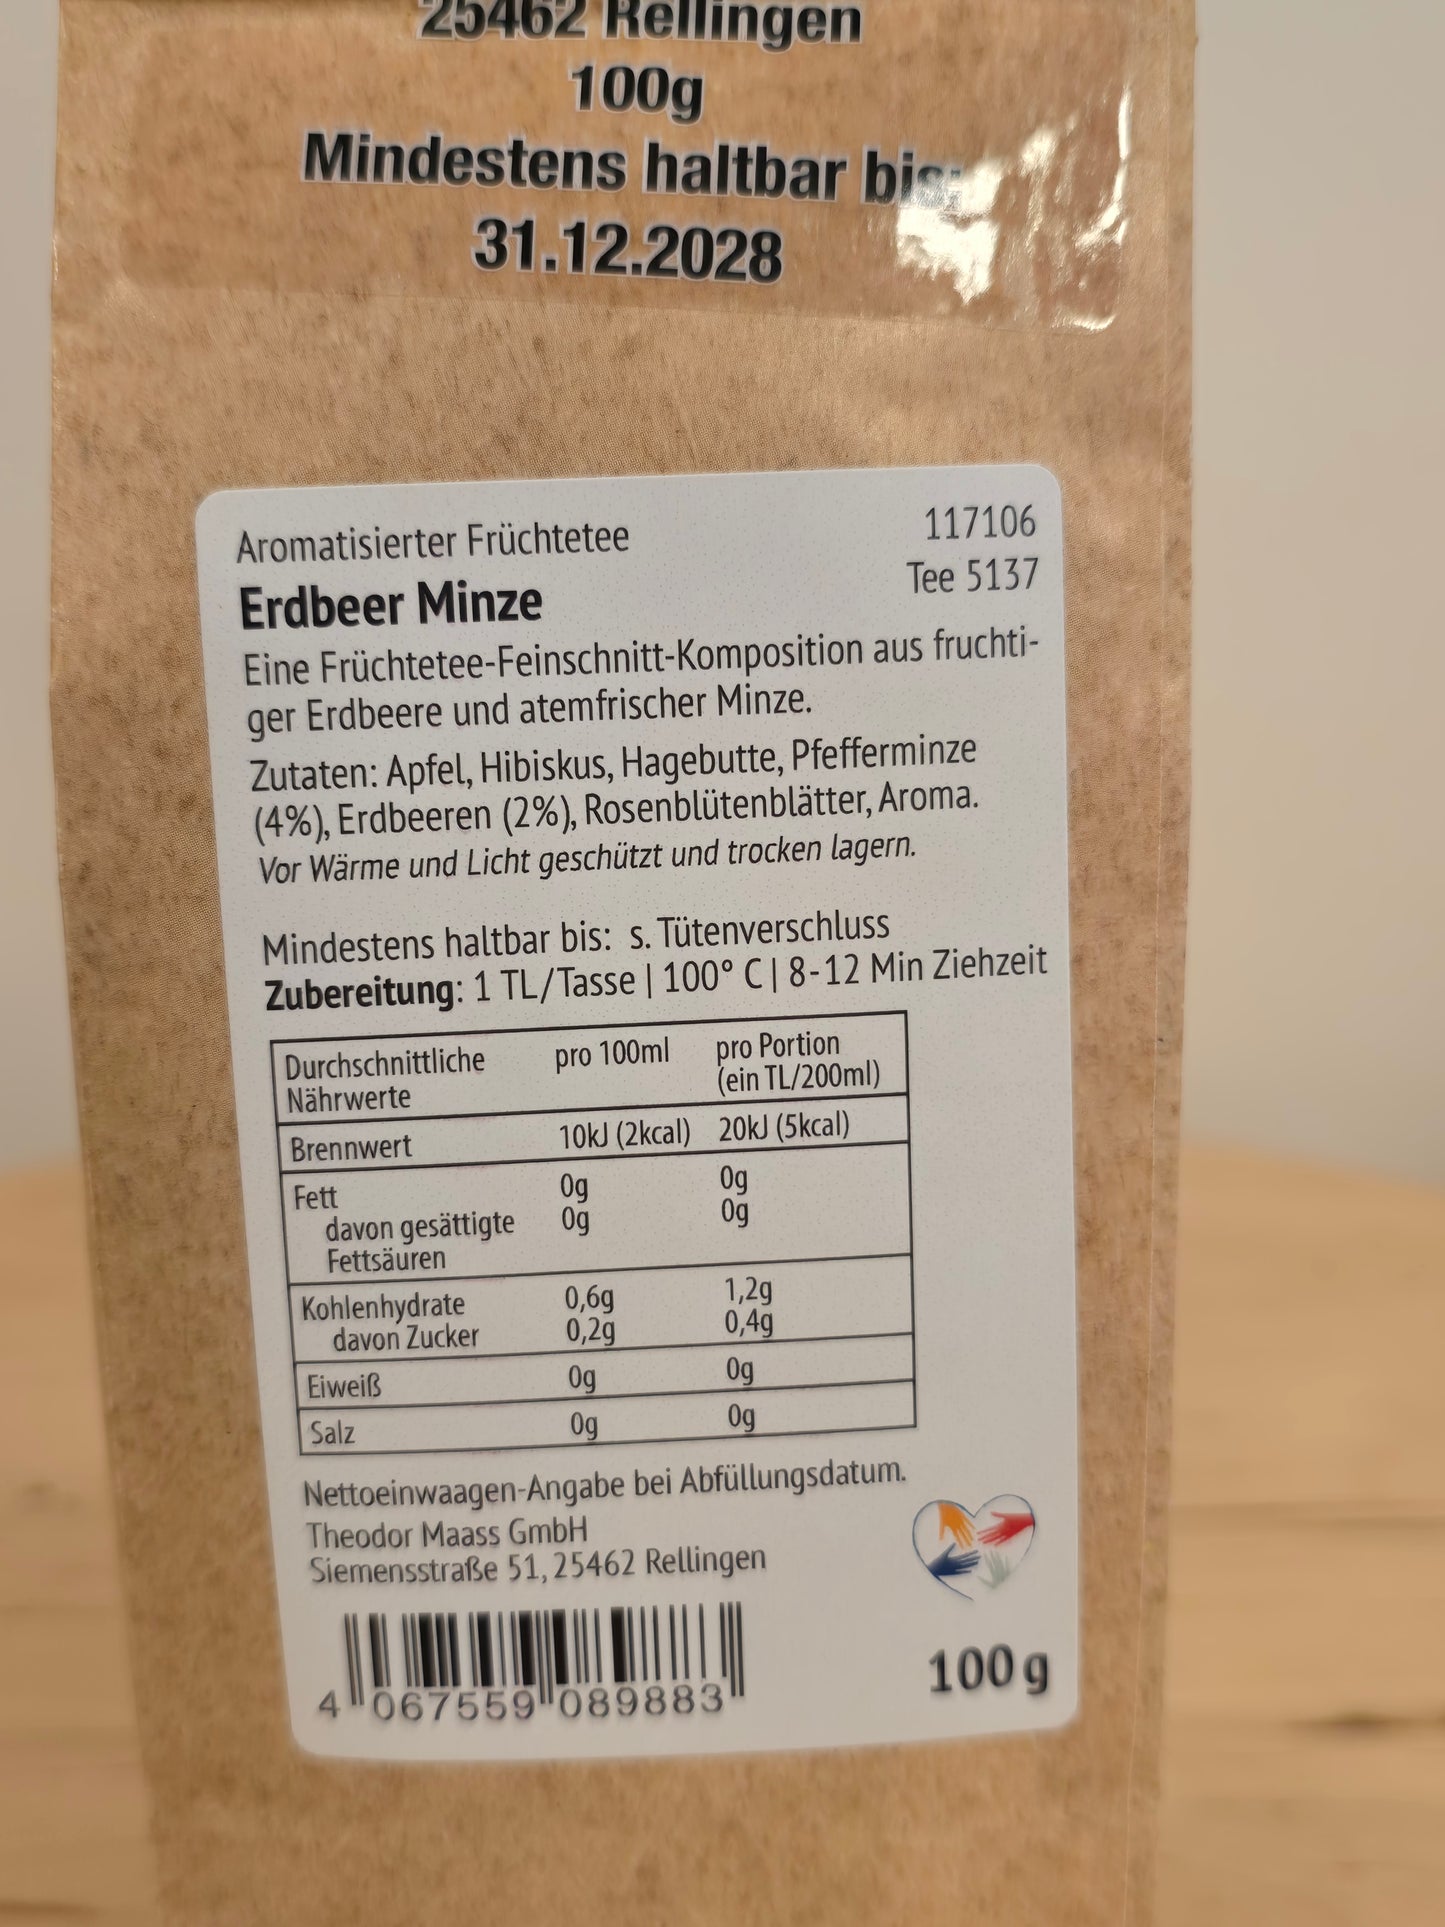 25462 Rellingen
100g
Mindestens haltbar bis:
31.12.2028
Aromatisierter Früchtetee
117106
Erdbeer Minze
Tee 5137
Eine Früchtetee-Feinschnitt-Komposition aus fruchti-
ger Erdbeere und atemfrischer Minze.
Zutaten: Apfel, Hibiskus, Hagebutte, Pfefferminze
(4%), Erdbeeren (2%), Rosenblütenblätter, Aroma.
Vor Wärme und Licht geschützt und trocken lagern.
Mindestens haltbar bis: s. Tütenverschluss
Zubereitung: 1 TL/Tasse | 100° C | 8-12 Min Ziehzeit
Durchschnittliche pro 100ml pro Portion
Nährwerte (ein TL/200ml)
Brennwert 10kJ (2kcal) 20kJ (5kcal)
Fett 0g 0g
davon gesättigte 0g 0g
Fettsäuren
Kohlenhydrate 0,6g 1,2g
davon Zucker 0,2g 0,4g
Eiweiß 0g 0g
Salz 0g 0g
Nettoeinwaagen-Angabe bei Abfüllungsdatum.
Theodor Maass GmbH
Siemensstraße 51, 25462 Rellingen
4 067559 089883
100 g